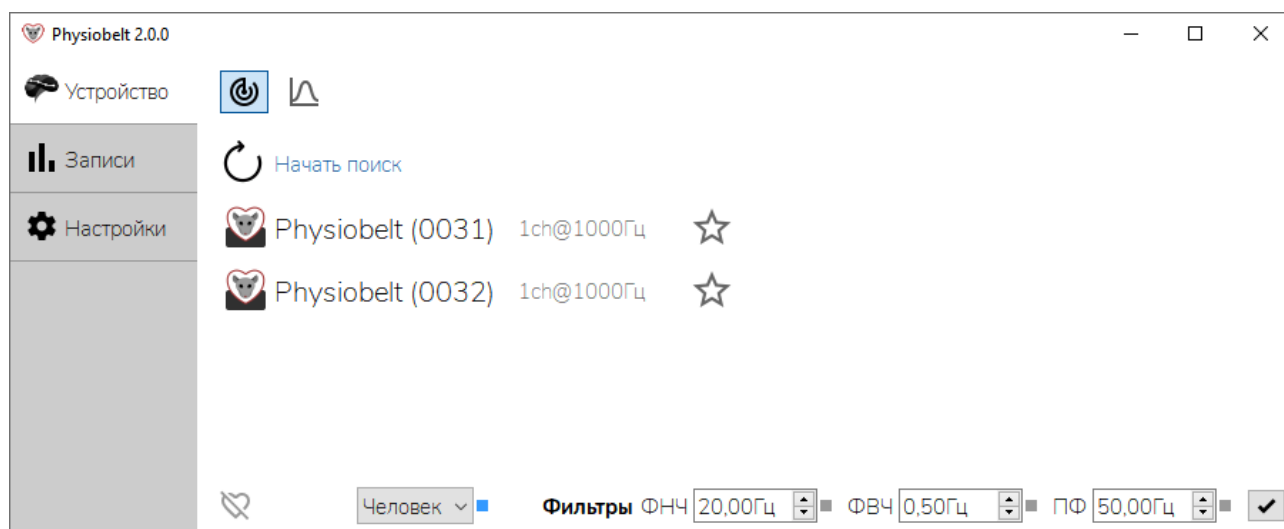 Physiobelt 2.0.0
Устройство
Записи
Настройки
Начать поиск
Physiobelt (0031) 1ch@1000Гц
Physiobelt (0032) 1ch@1000Гц
Человек Фильтры ФНЧ 20,00Гц ФВЧ 0,50Гц ПФ 50,00Гц